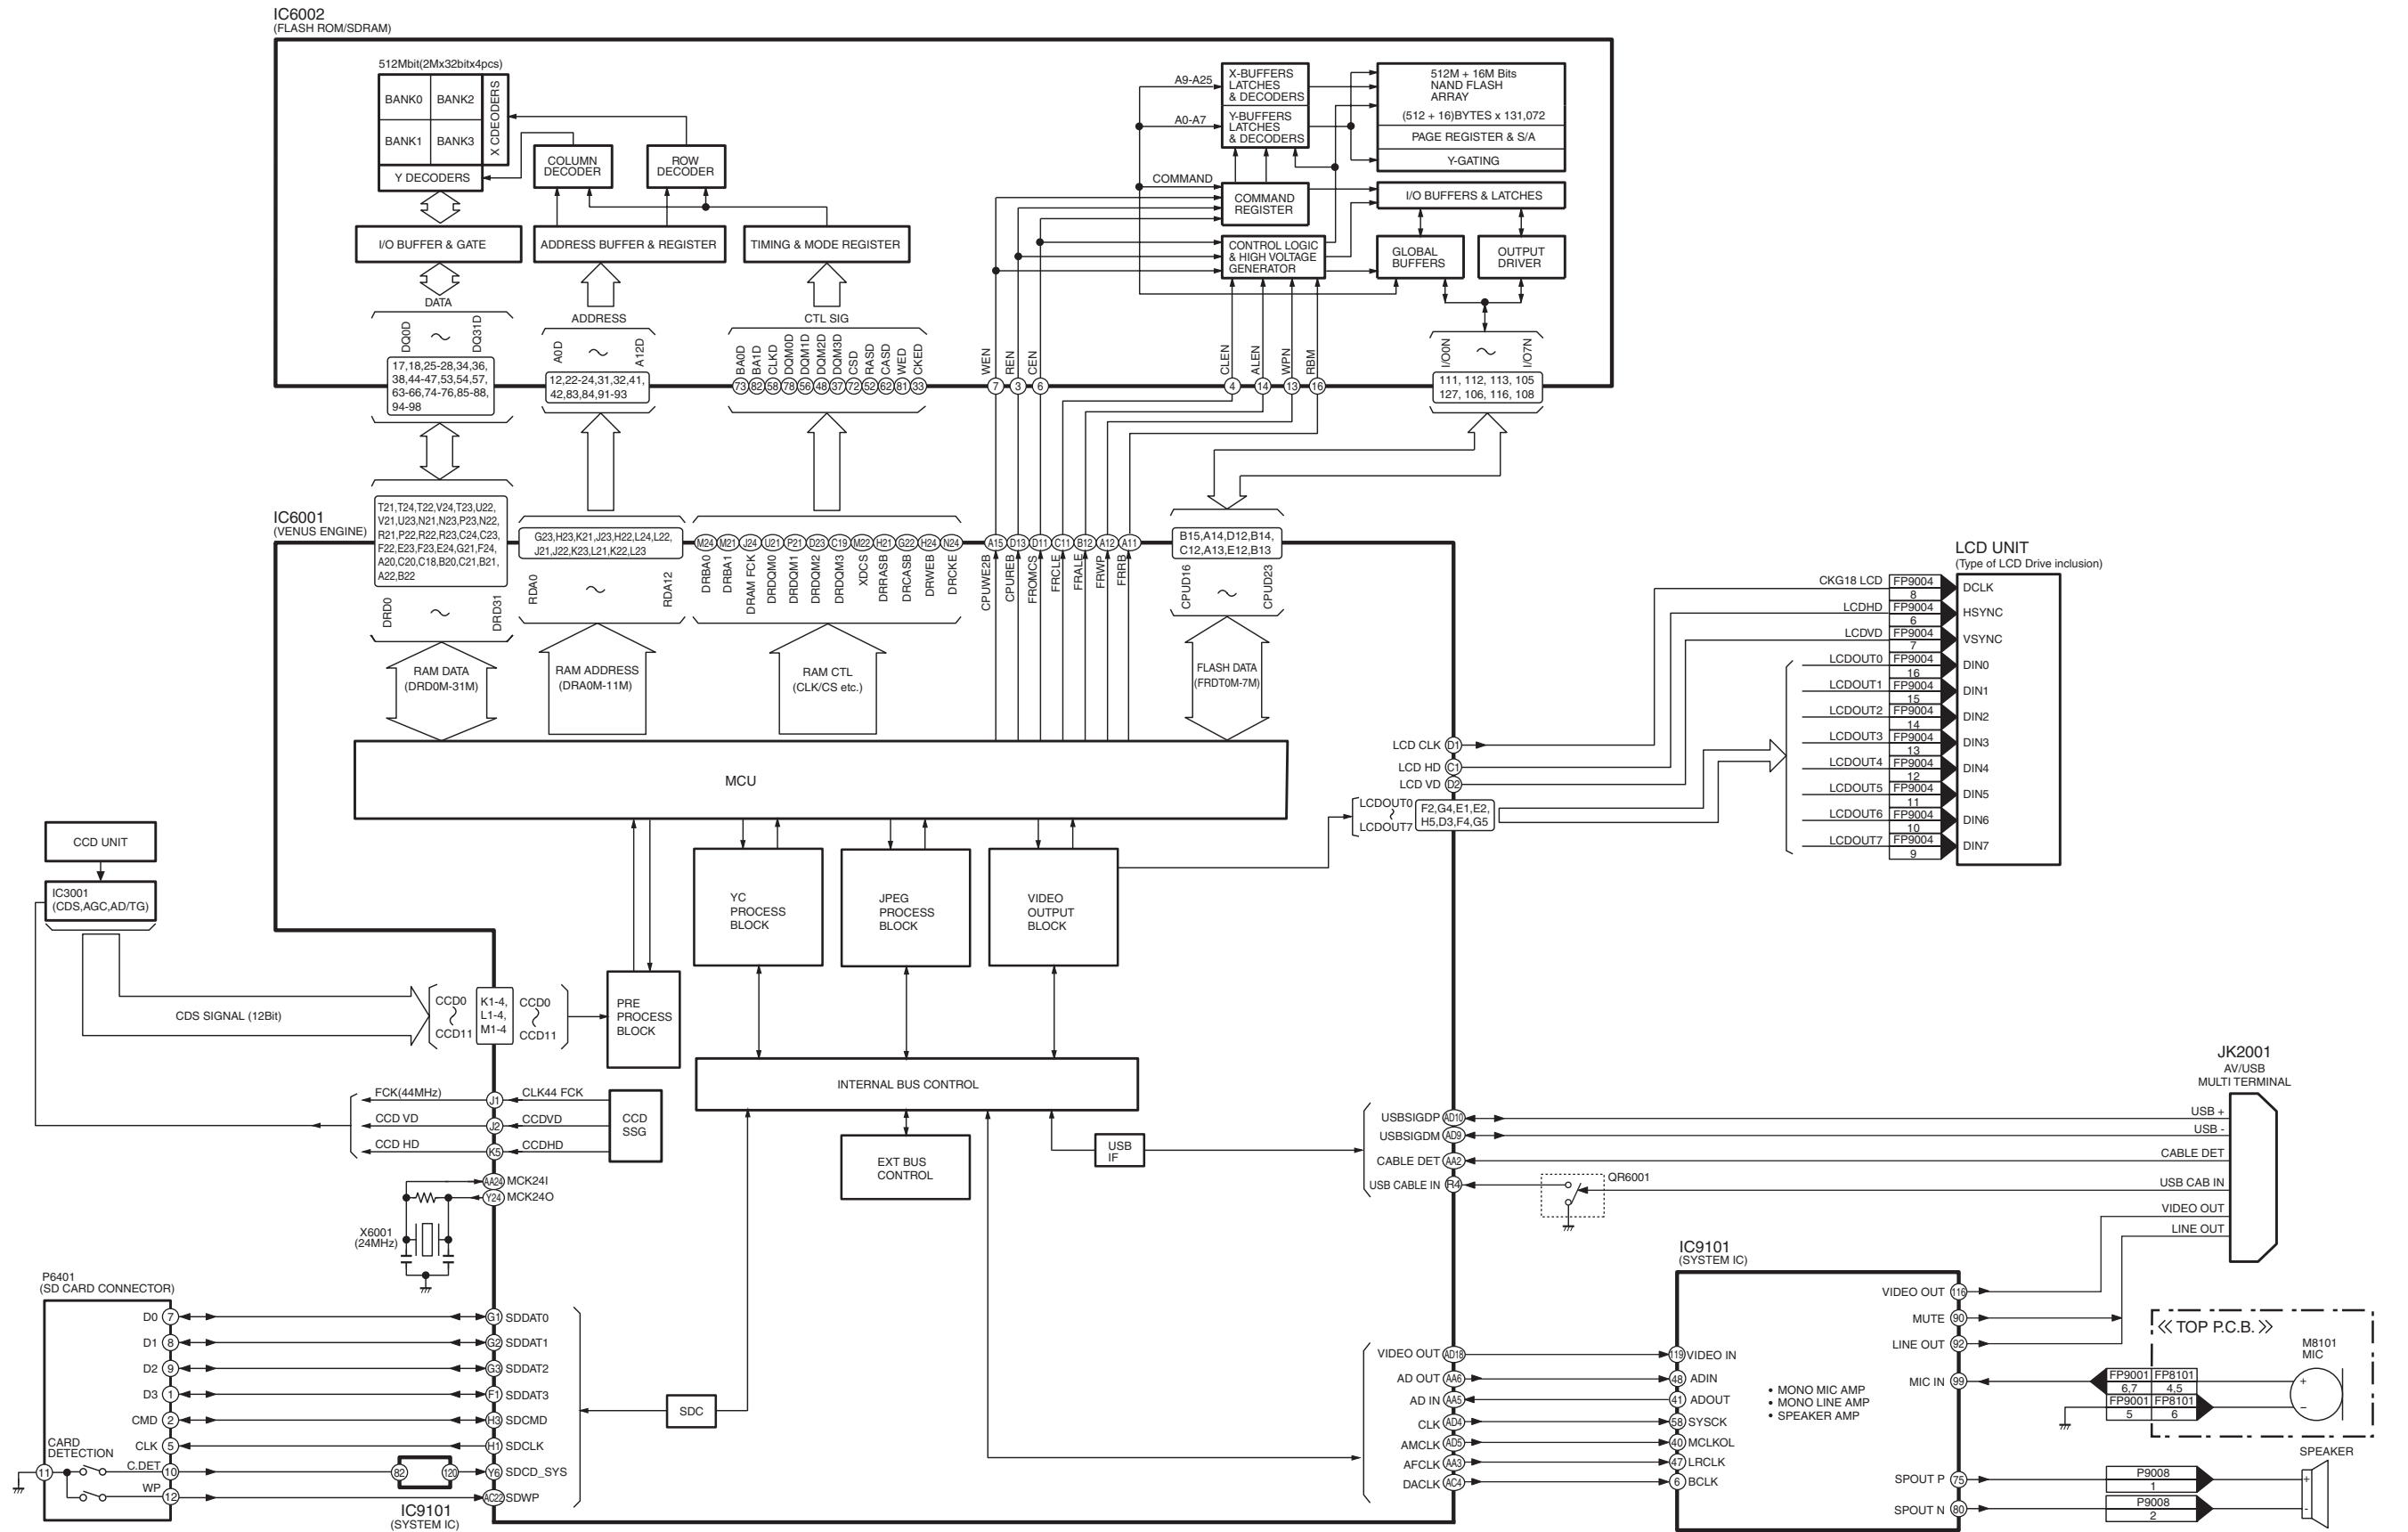 IC6002
(FLASH ROM/SDRAM)
512Mbit(2Mx32bitx4pcs)
BANK0
BANK2
BANK1
BANK3
X CDEODERS
Y DECODERS
COLUMN
DECODER
ROW
DECODER
I/O BUFFER & GATE
ADDRESS BUFFER & REGISTER
TIMING & MODE REGISTER
DATA
ADDRESS
CTL SIG
DQ0D
~
DQ31D
A0D
~
A12D
BA0D
BA1D
CLKD
DQM0D
DQM1D
DQM2D
DQM3D
CSD
RASD
CASD
WED
CKED
17,18,25-28,34,36,
38,44-47,53,54,57,
63-66,74-76,85-88,
94-98
12,22-24,31,32,41,
42,83,84,91-93
73 82 58 78 56 48 37 72 52 62 81 33
A9-A25
A0-A7
COMMAND
X-BUFFERS
LATCHES
& DECODERS
Y-BUFFERS
LATCHES
& DECODERS
COMMAND
REGISTER
CONTROL LOGIC
& HIGH VOLTAGE
GENERATOR
512M + 16M Bits
NAND FLASH
ARRAY
(512 + 16)BYTES x 131,072
PAGE REGISTER & S/A
Y-GATING
I/O BUFFERS & LATCHES
GLOBAL
BUFFERS
OUTPUT
DRIVER
WEN
REN
CEN
CLEN
ALEN
WPN
RBM
I/O0N
~
I/O7N
7 3 6 4 14 13 16
111, 112, 113, 105
127, 106, 116, 108
IC6001
(VENUS ENGINE)
T21,T24,T22,V24,T23,U22,
V21,U23,N21,N23,P23,N22,
R21,P22,R22,R23,C24,C23,
F22,E23,F23,E24,G21,F24,
A20,C20,C18,B20,C21,B21,
A22,B22
G23,H23,K21,J23,H22,L24,L22,
J21,J22,K23,L21,K22,L23
M24 M21 J24 U21 P21 D23 C19 M22 H21 G22 H24 N24
A15 D13 D11 C11 B12 A12 A11
B15,A14,D12,B14,
C12,A13,E12,B13
DRD0
~
DRD31
RDA0
~
RDA12
DRBA0
DRBA1
DRAM FCK
DRDQM0
DRDQM1
DRDQM2
DRDQM3
XDCS
DRRASB
DRCASB
DRWEB
DRCKE
CPUWE2B
CPUREB
FROMCS
FRCLE
FRALE
FRWP
FRRB
CPUD16
~
CPUD23
RAM DATA
(DRD0M-31M)
RAM ADDRESS
(DRA0M-11M)
RAM CTL
(CLK/CS etc.)
FLASH DATA
(FRDT0M-7M)
MCU
LCD UNIT
(Type of LCD Drive inclusion)
CKG18 LCD FP9004 8 DCLK
LCDHD FP9004 6 HSYNC
LCDVD FP9004 7 VSYNC
LCDOUT0 FP9004 16 DIN0
LCDOUT1 FP9004 15 DIN1
LCDOUT2 FP9004 14 DIN2
LCDOUT3 FP9004 13 DIN3
LCDOUT4 FP9004 12 DIN4
LCDOUT5 FP9004 11 DIN5
LCDOUT6 FP9004 10 DIN6
LCDOUT7 FP9004 9 DIN7
LCD CLK D1
LCD HD C1
LCD VD D2
LCDOUT0
~
LCDOUT7
F2,G4,E1,E2,
H5,D3,F4,G5
CCD UNIT
IC3001
(CDS,AGC,AD/TG)
YC
PROCESS
BLOCK
JPEG
PROCESS
BLOCK
VIDEO
OUTPUT
BLOCK
CDS SIGNAL (12Bit)
CCD0
~
CCD11
K1-4,
L1-4,
M1-4
CCD0
~
CCD11
PRE
PROCESS
BLOCK
INTERNAL BUS CONTROL
FCK(44MHz) J1 CLK44 FCK
CCD VD J2 CCDVD
CCD HD K5 CCDHD
CCD
SSG
EXT BUS
CONTROL
USB
IF
AA24 MCK24I
Y24 MCK24O
X6001
(24MHz)
USBSIGDP AD10
USBSIGDM AD9
CABLE DET AA2
USB CABLE IN R4
QR6001
JK2001
AV/USB
MULTI TERMINAL
USB +
USB -
CABLE DET
USB CAB IN
VIDEO OUT
LINE OUT
P6401
(SD CARD CONNECTOR)
D0 7 G1 SDDAT0
D1 8 G2 SDDAT1
D2 9 G3 SDDAT2
D3 1 F1 SDDAT3
CMD 2 H3 SDCMD
CLK 5 H1 SDCLK
CARD
DETECTION
11 C.DET 10 82 120 Y6 SDCD_SYS
WP 12 AC22 SDWP
IC9101
(SYSTEM IC)
SDC
VIDEO OUT AD18 119 VIDEO IN
AD OUT AA6 48 ADIN
AD IN AA5 41 ADOUT
CLK AD4 58 SYSCK
AMCLK AD5 40 MCLKOL
AFCLK AA3 47 LRCLK
DACLK AC4 6 BCLK
IC9101
(SYSTEM IC)
• MONO MIC AMP
• MONO LINE AMP
• SPEAKER AMP
VIDEO OUT 116
MUTE 90
LINE OUT 92
MIC IN 99
SPOUT P 75
SPOUT N 80
≪ TOP P.C.B. ≫
M8101
MIC
FP9001 FP8101
6,7 4,5
FP9001 FP8101
5 6
+
−
SPEAKER
P9008
1
P9008
2
+
-